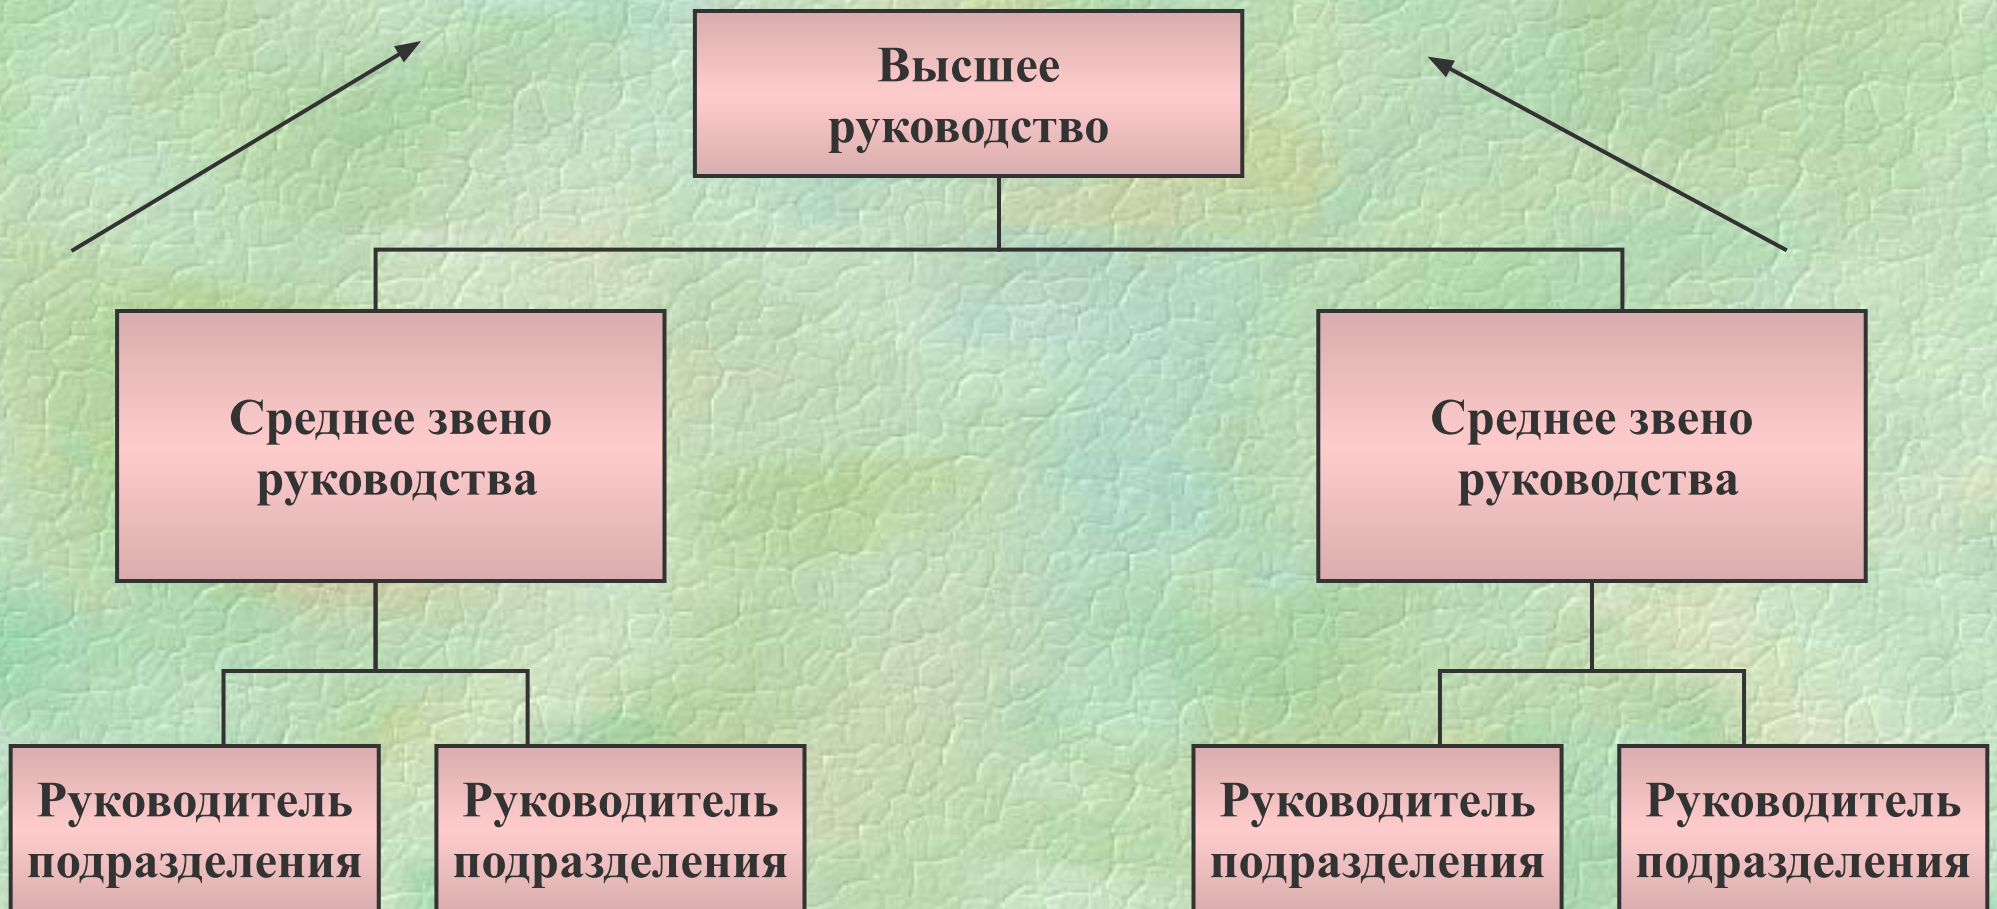 Высшее
руководство
Среднее звено
руководства
Среднее звено
руководства
Руководитель
подразделения
Руководитель
подразделения
Руководитель
подразделения
Руководитель
подразделения